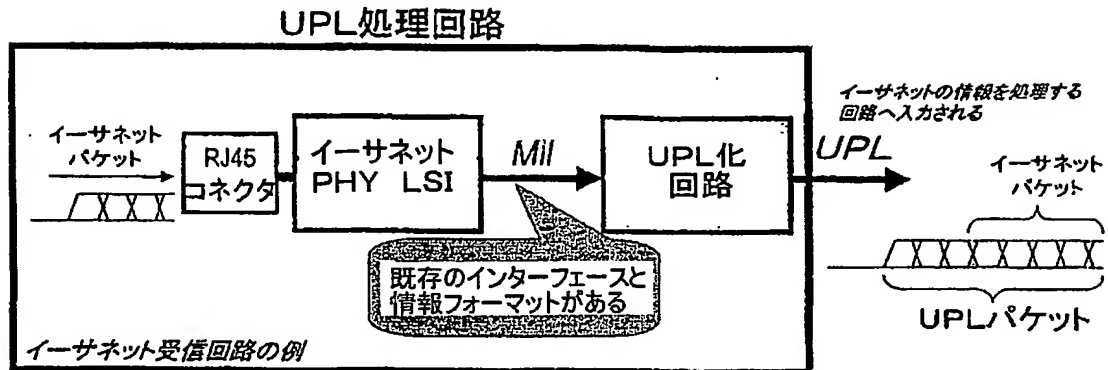 UPL処理回路
イーサネット
パケット
RJ45
コネクタ
イーサネット
PHY LSI
MiI
UPL化
回路
イーサネットの情報を処理する
回路へ入力される
UPL
イーサネット
パケット
既存のインターフェースと
情報フォーマットがある
UPLパケット
イーサネット受信回路の例